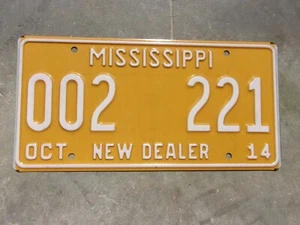 MISSISSIPPI
002 221
OCT NEW DEALER 14